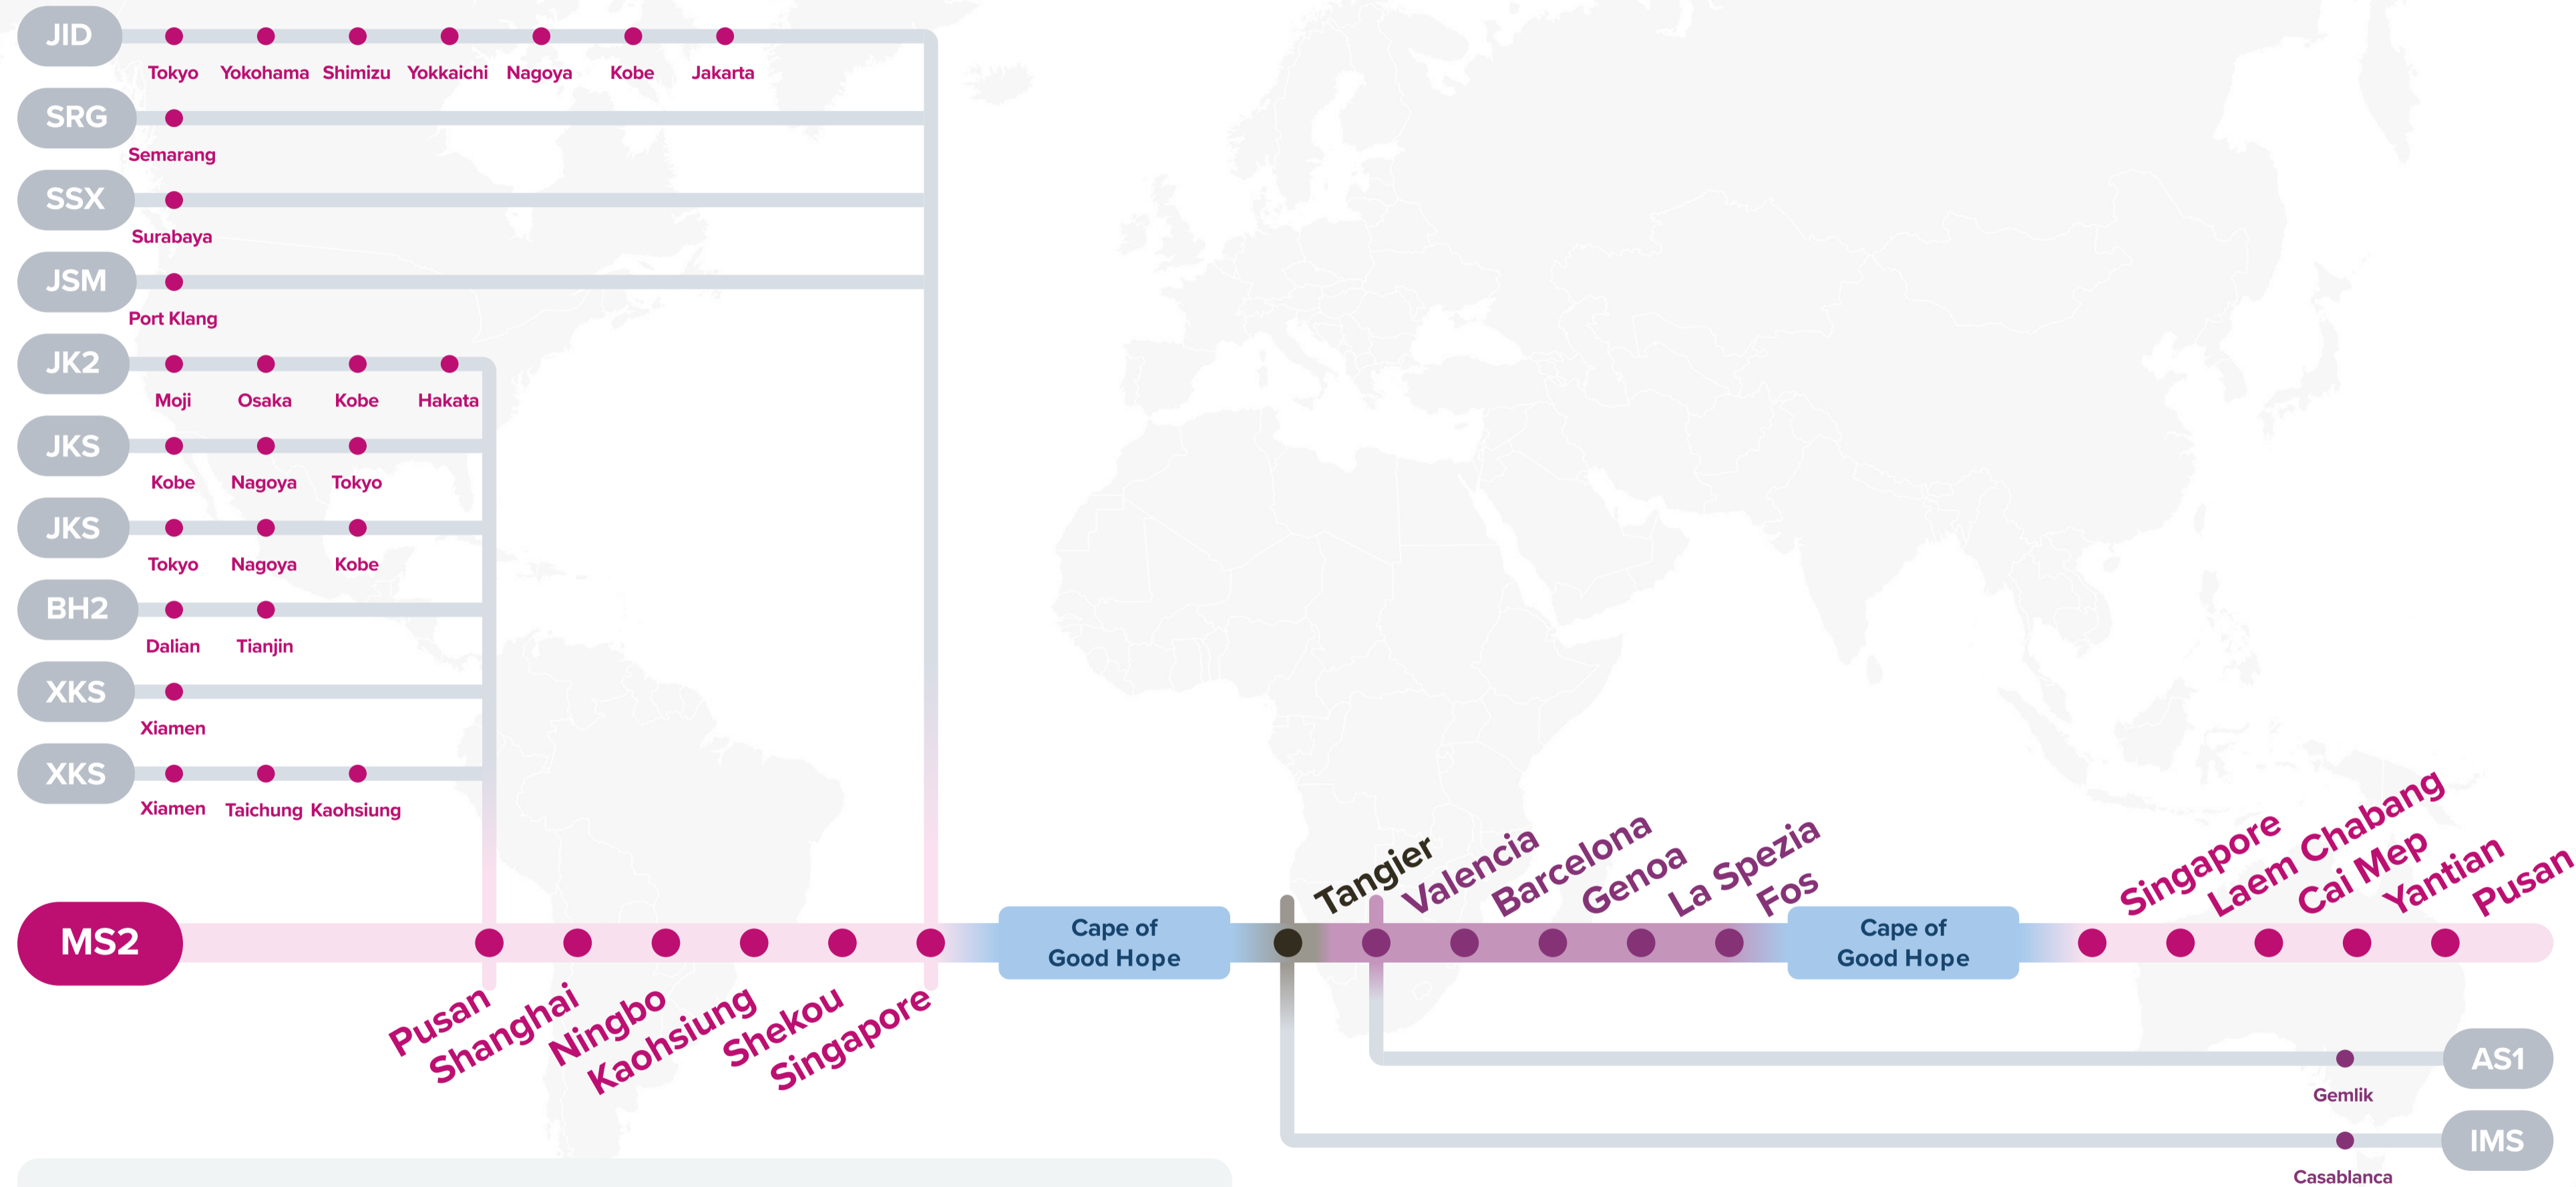 JID
Tokyo Yokohama Shimizu Yokkaichi Nagoya Kobe Jakarta
SRG
Semarang
SSX
Surabaya
JSM
Port Klang
JK2
Moji Osaka Kobe Hakata
JKS
Kobe Nagoya Tokyo
JKS
Tokyo Nagoya Kobe
BH2
Dalian Tianjin
XKS
Xiamen
XKS
Xiamen Taichung Kaohsiung
MS2
Pusan
Shanghai
Ningbo
Kaohsiung
Shekou
Singapore
Cape of
Good Hope
Tangier
Valencia
Barcelona
Genoa
La Spezia
Fos
Cape of
Good Hope
Singapore
Laem Chabang
Cai Mep
Yantian
Pusan
AS1
Gemlik
IMS
Casablanca